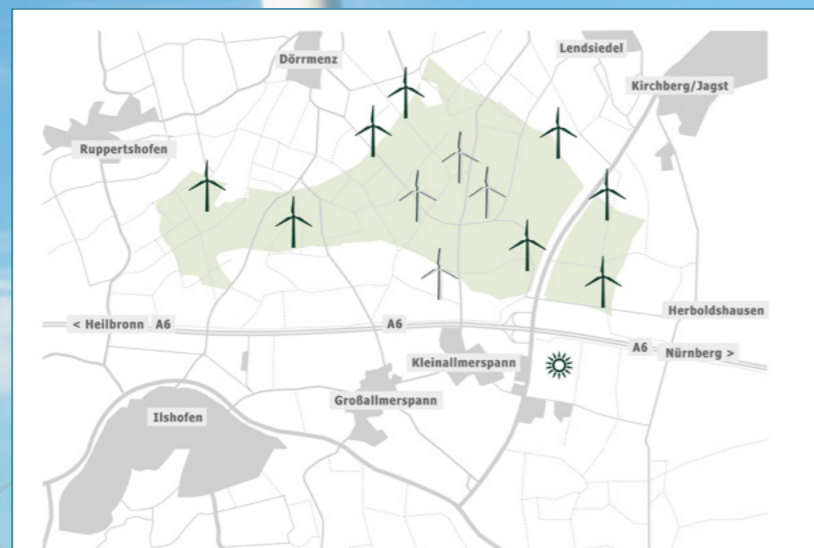 Dörrmenz
Lendsiedel
Kirchberg/Jagst
Ruppertshofen
Herboldshausen
< Heilbronn A6
A6
A6
Nürnberg >
Kleinallmerspann
Großallmerspann
Ilshofen